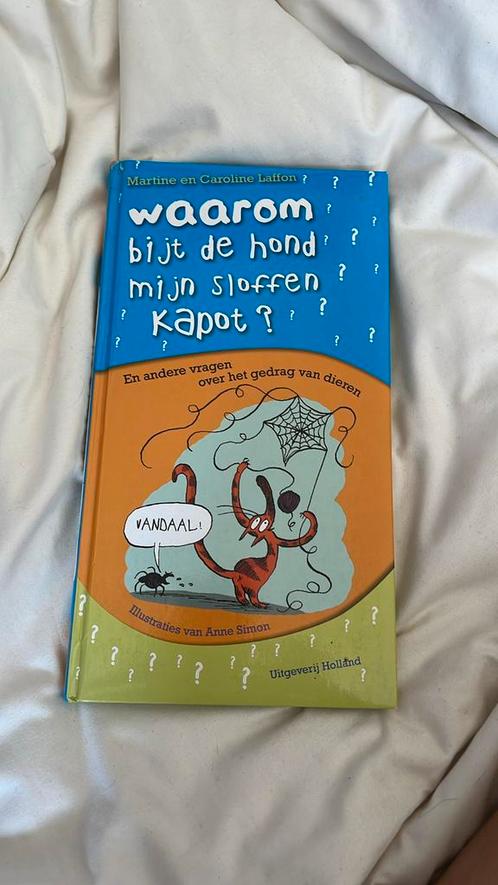 Martine en Caroline Laffon
waarom
bijt de hond
mijn sloffen
kapot?
En andere vragen
over het gedrag van dieren
VANDAAL!
Illustraties van Anne Simon
Uitgeverij Holland